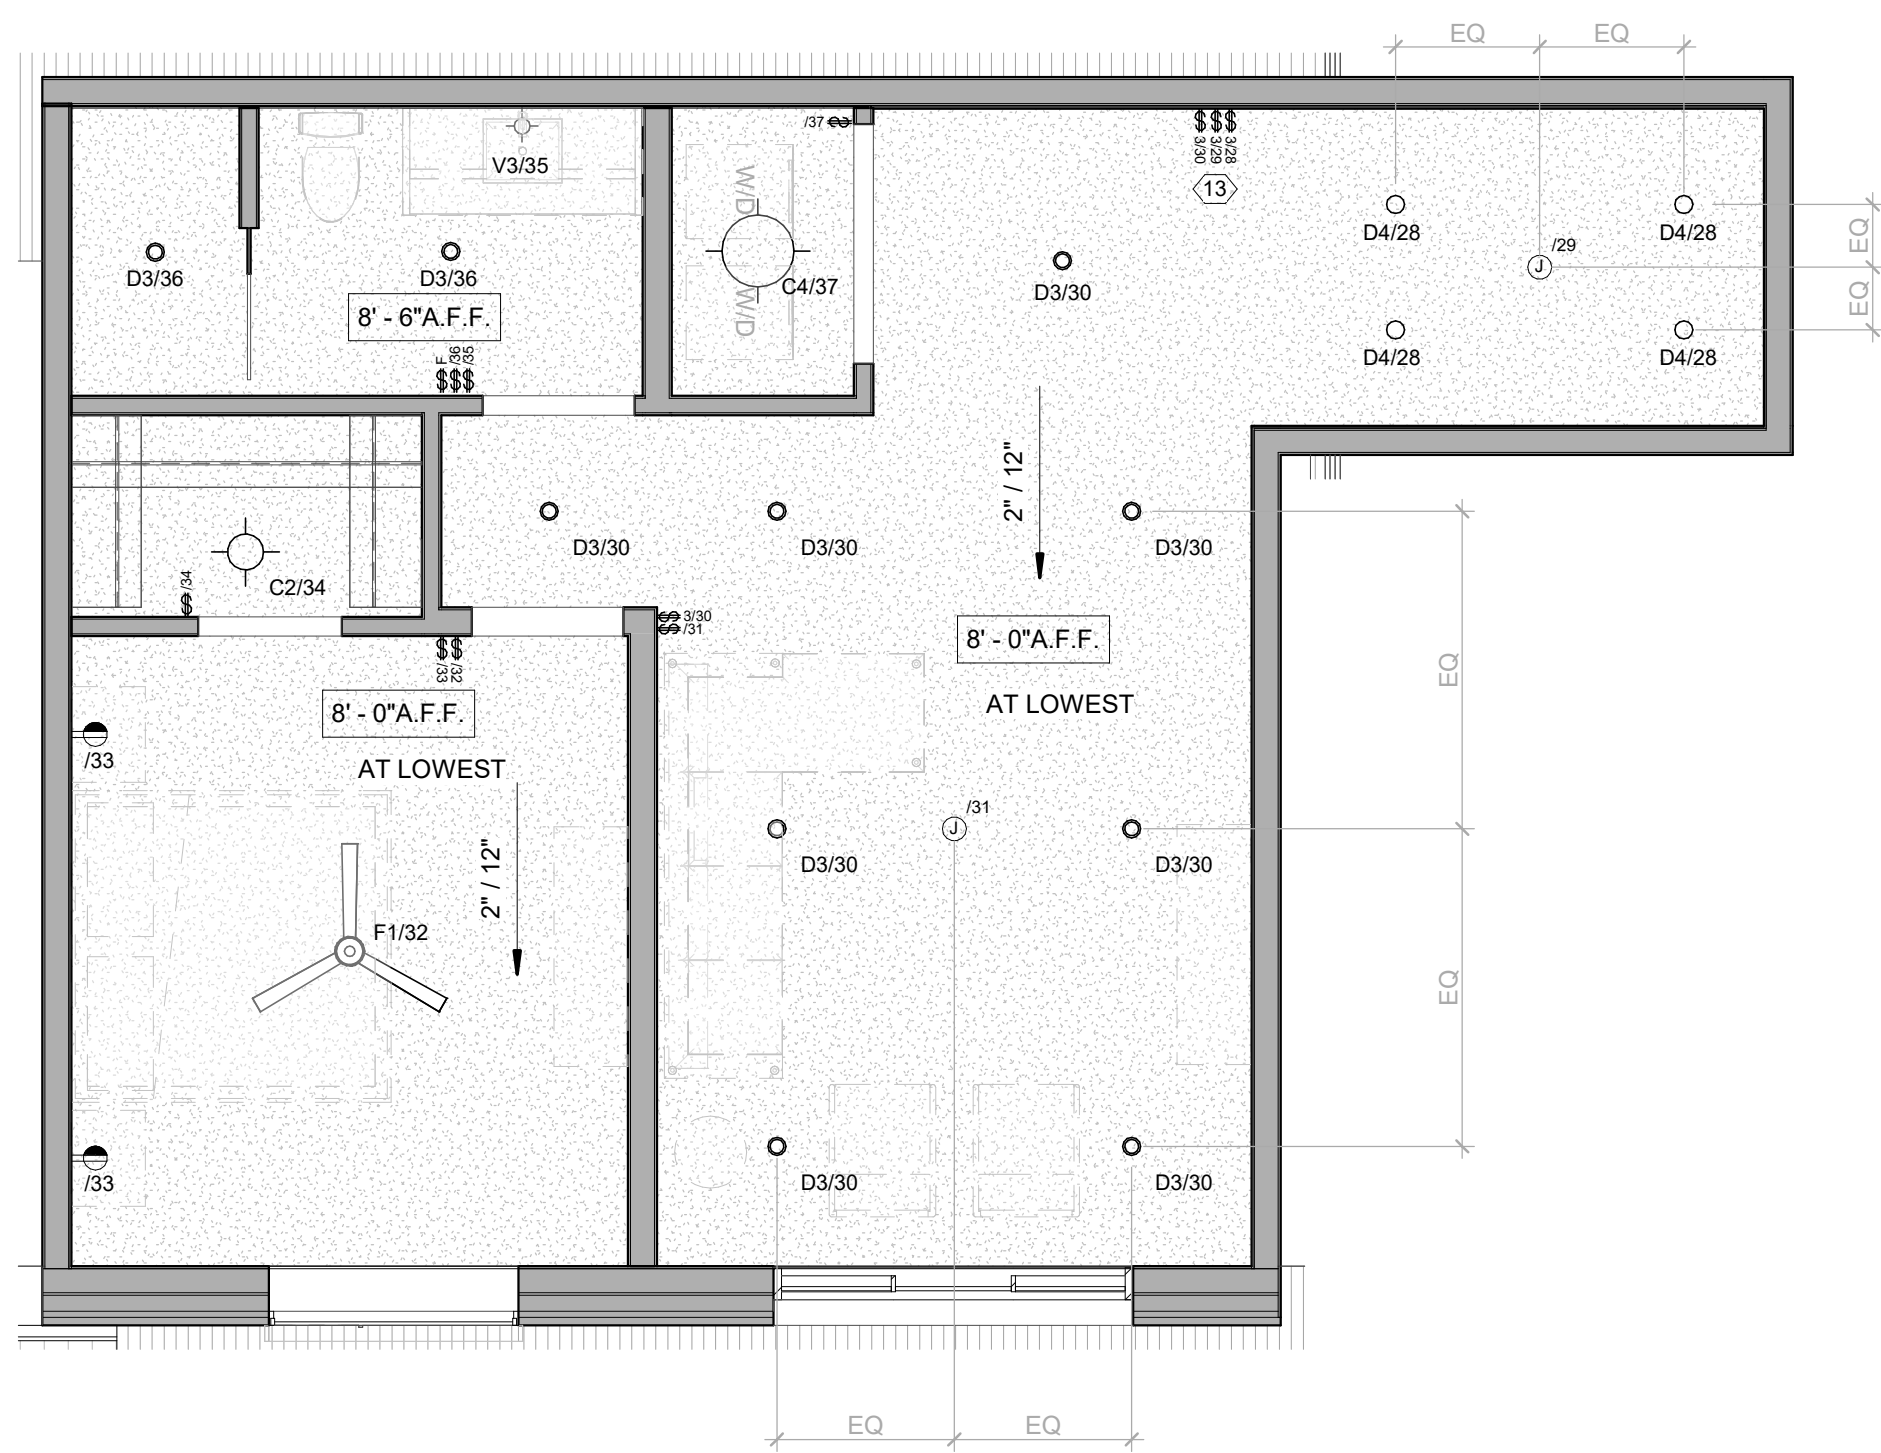 EQ EQ
/37 $
$ $ $
3/30 3/29 3/28
13
V3/35
W/D
D4/28 D4/28
EQ
/29
J
D3/36 D3/36
C4/37
D3/30
8' - 6"A.F.F.
W/D
EQ
F /36 /35
$$$
D4/28 D4/28
2" / 12"
D3/30 D3/30 D3/30
C2/34
$ /34
$$ 3/30
$$ /31
8' - 0"A.F.F.
$$
/33 /32
EQ
8' - 0"A.F.F.
AT LOWEST
/33
AT LOWEST
/31
J
D3/30 D3/30
2" / 12"
F1/32
EQ
/33
D3/30 D3/30
EQ EQ